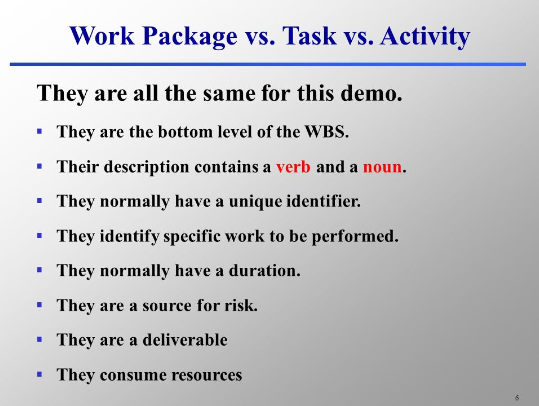 Work Package vs. Task vs. Activity
They are all the same for this demo.
▪ They are the bottom level of the WBS.
▪ Their description contains a verb and a noun.
▪ They normally have a unique identifier.
▪ They identify specific work to be performed.
▪ They normally have a duration.
▪ They are a source for risk.
▪ They are a deliverable
▪ They consume resources
6